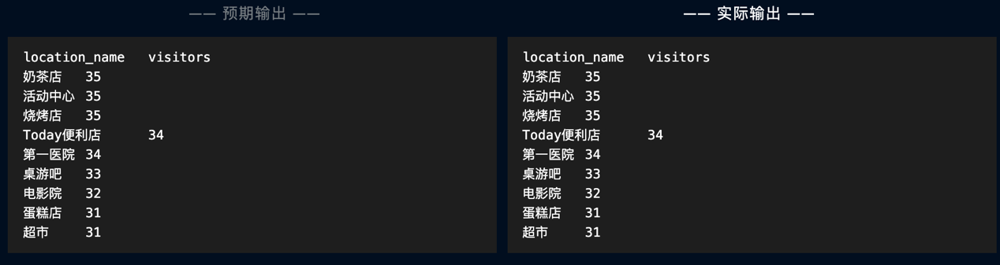 —— 预期输出 ——
location_name visitors
奶茶店 35
活动中心 35
烧烤店 35
Today便利店 34
第一医院 34
桌游吧 33
电影院 32
蛋糕店 31
超市 31
—— 实际输出 ——
location_name visitors
奶茶店 35
活动中心 35
烧烤店 35
Today便利店 34
第一医院 34
桌游吧 33
电影院 32
蛋糕店 31
超市 31